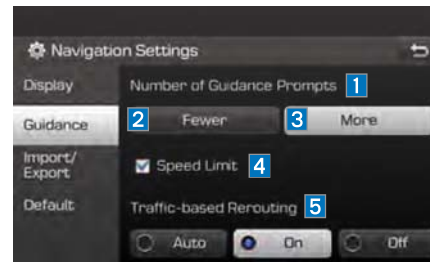 Navigation Settings
Display
Number of Guidance Prompts 1
Guidance
2 Fewer
3 More
Import/
Export
Speed Limit 4
Default
Traffic-based Rerouting 5
Auto
On
Off